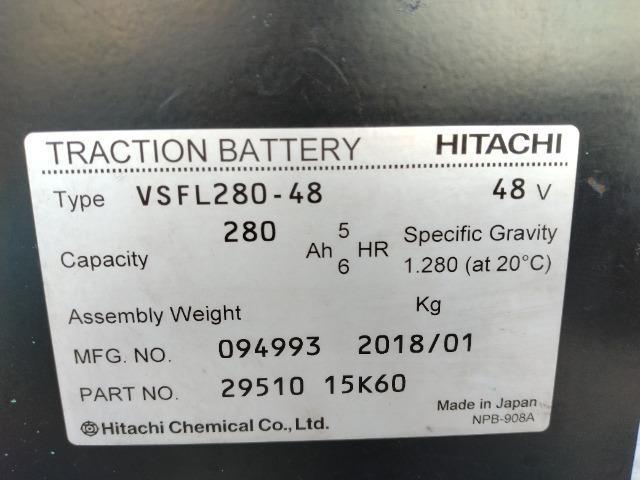 TRACTION BATTERY HITACHI
Type VSFL280-48 48 V
Capacity 280 Ah 5 HR Specific Gravity
6 1.280 (at 20°C)
Assembly Weight Kg
MFG. NO. 094993 2018/01
PART NO. 29510 15K60
Hitachi Chemical Co., Ltd. Made in Japan
NPB-908A